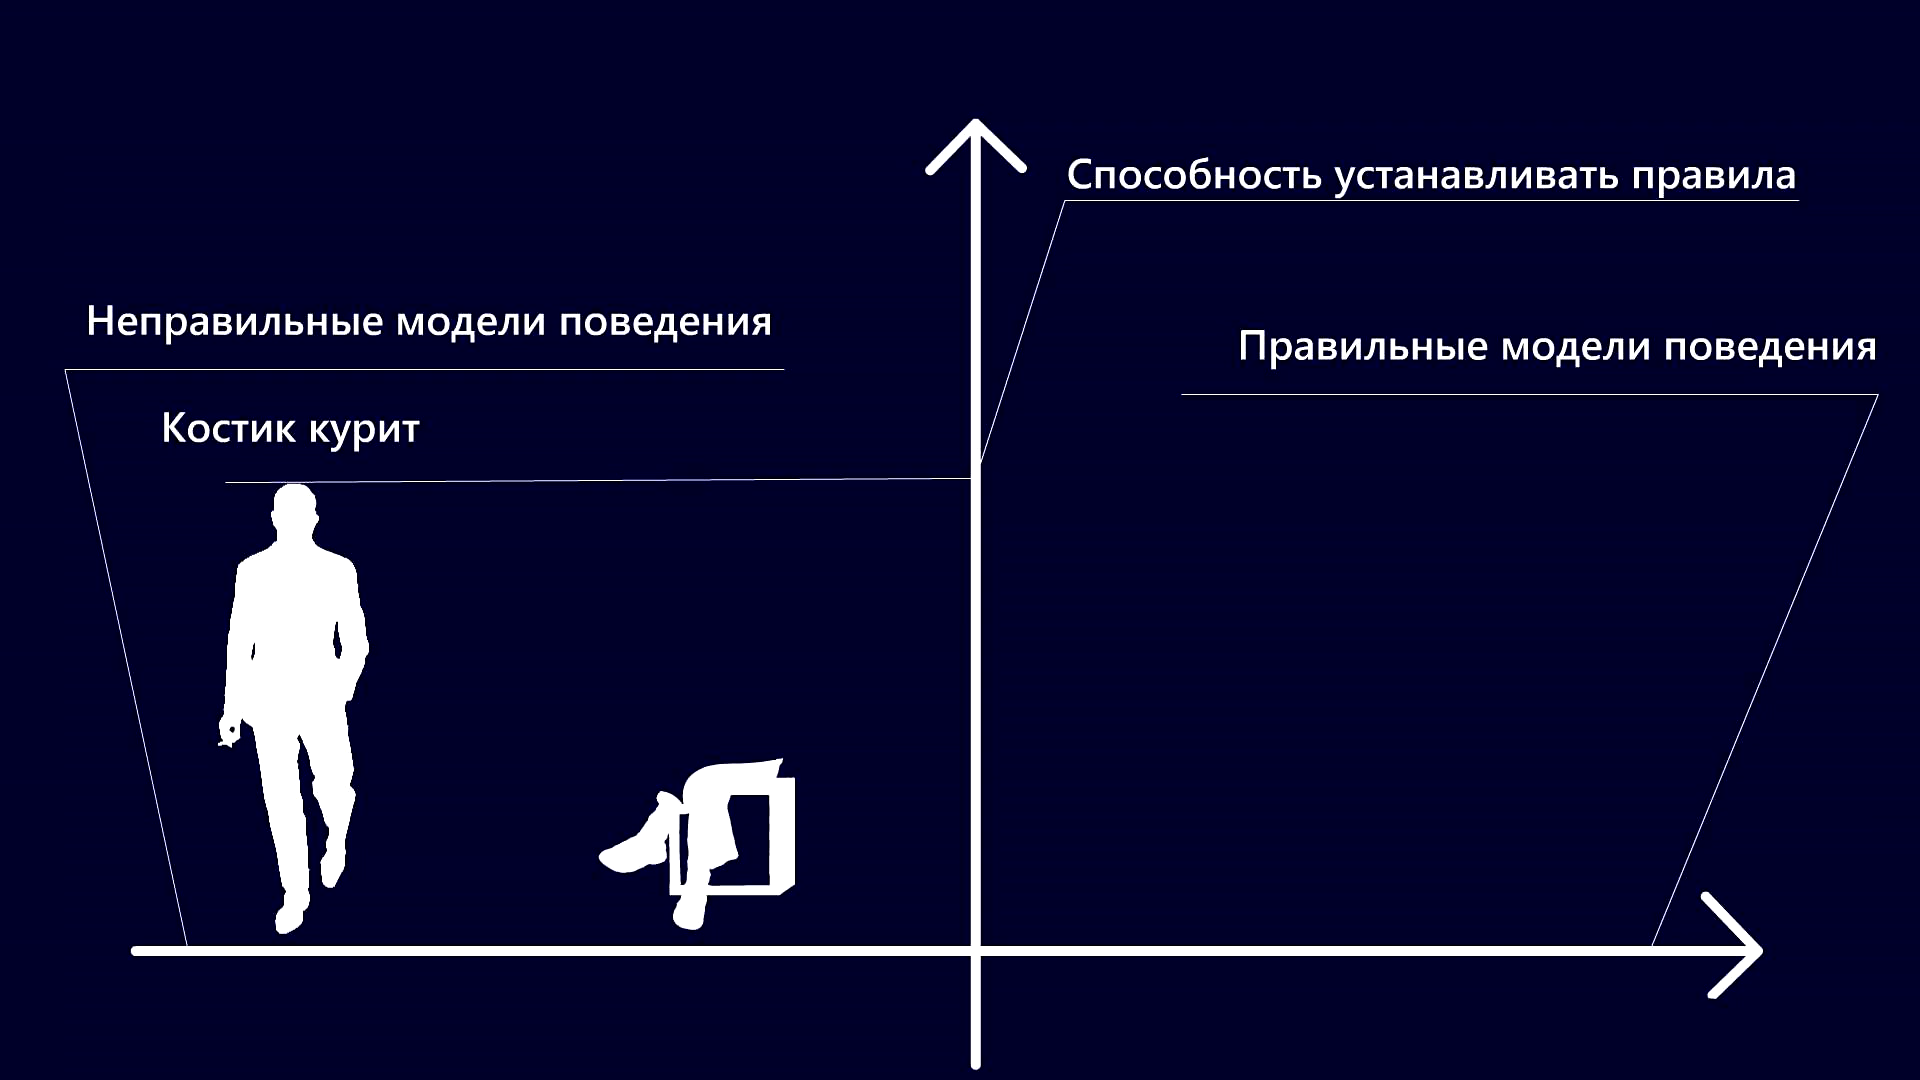 Способность устанавливать правила
Неправильные модели поведения
Правильные модели поведения
Костик курит